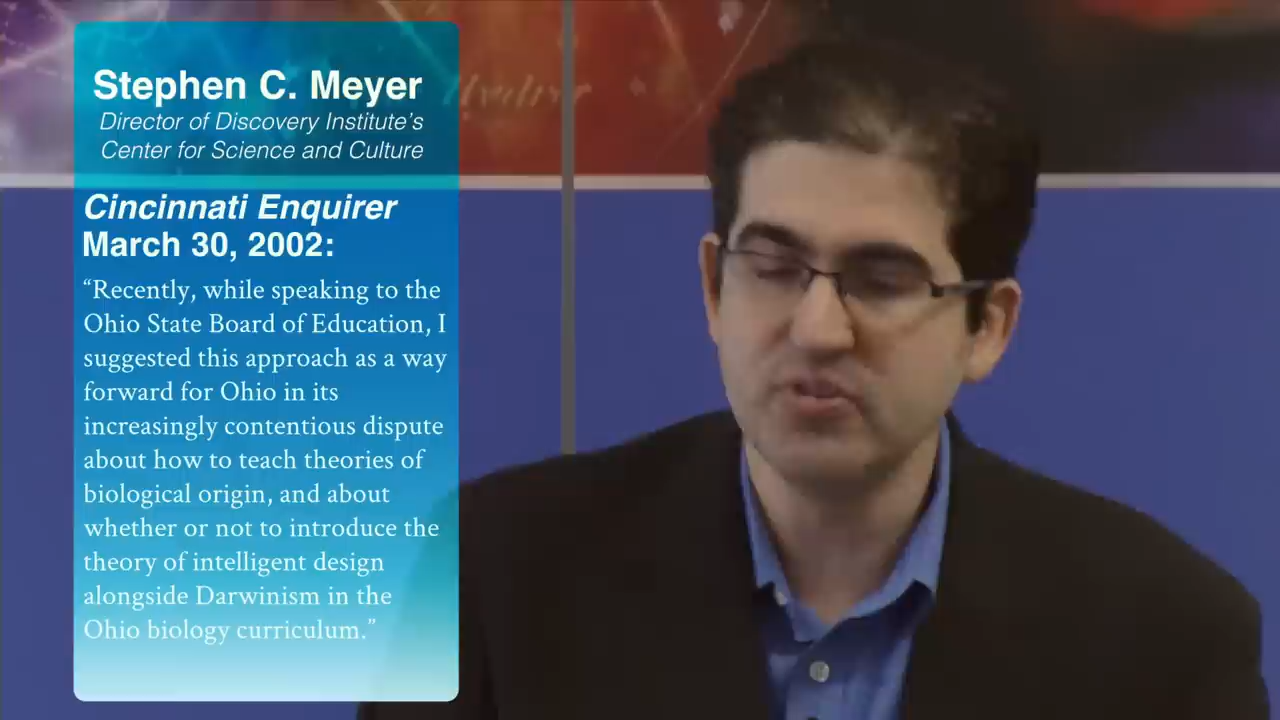 Stephen C. Meyer
Director of Discovery Institute's
Center for Science and Culture
Cincinnati Enquirer
March 30, 2002:
“Recently, while speaking to the
Ohio State Board of Education, I
suggested this approach as a way
forward for Ohio in its
increasingly contentious dispute
about how to teach theories of
biological origin, and about
whether or not to introduce the
theory of intelligent design
alongside Darwinism in the
Ohio biology curriculum.”